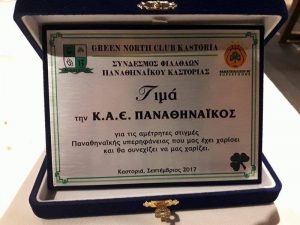 GREEN NORTH CLUB KASTORIA
ΣΥΝΔΕΣΜΟΣ ΦΙΛΑΘΛΩΝ
ΠΑΝΑΘΗΝΑΪΚΟΥ ΚΑΣΤΟΡΙΑΣ
Τιμά
την Κ.Α.Ε. ΠΑΝΑΘΗΝΑΪΚΟΣ
για τις αμέτρητες στιγμές
Παναθηναϊκής υπερηφάνειας που μας έχει χαρίσει
και θα συνεχίζει να μας χαρίζει.
Καστοριά, Σεπτέμβριος 2017